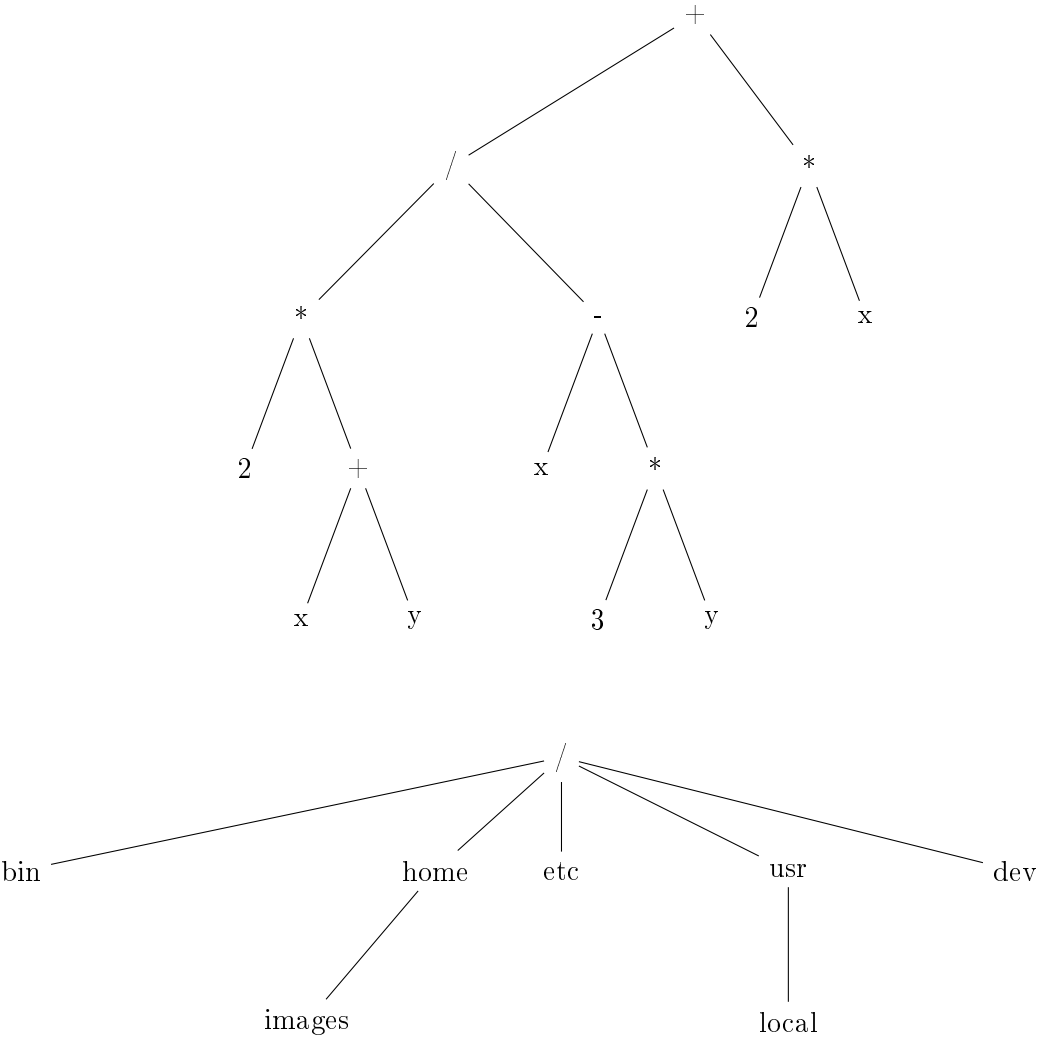 +
/ *
* - 2 x
2 + x *
x y 3 y
/
bin home etc usr dev
images local